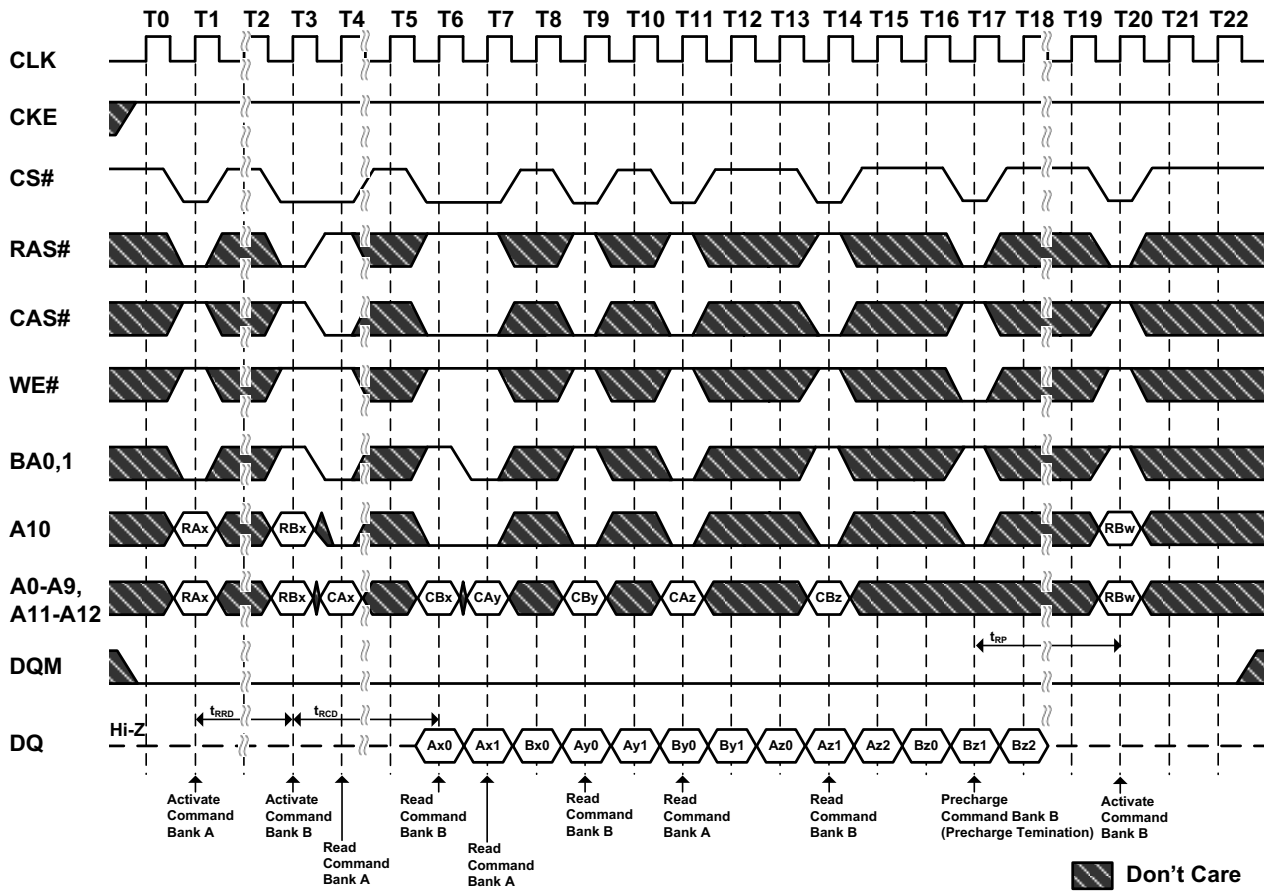 T0 T1 T2 T3 T4 T5 T6 T7 T8 T9 T10 T11 T12 T13 T14 T15 T16 T17 T18 T19 T20 T21 T22
CLK
CKE
CS#
RAS#
CAS#
WE#
BA0,1
A10
RAx RBx RBw
A0-A9,
A11-A12
RAx RBx CAx CBx CAy CBy CAz CBz RBw
tRP
DQM
tRRD tRCD
Hi-Z
DQ
Ax0 Ax1 Bx0 Ay0 Ay1 By0 By1 Az0 Az1 Az2 Bz0 Bz1 Bz2
Activate
Command
Bank A
Activate
Command
Bank B
Read
Command
Bank A
Read
Command
Bank B
Read
Command
Bank A
Read
Command
Bank B
Read
Command
Bank A
Read
Command
Bank B
Precharge
Command Bank B
(Precharge Temination)
Activate
Command
Bank B
Don't Care